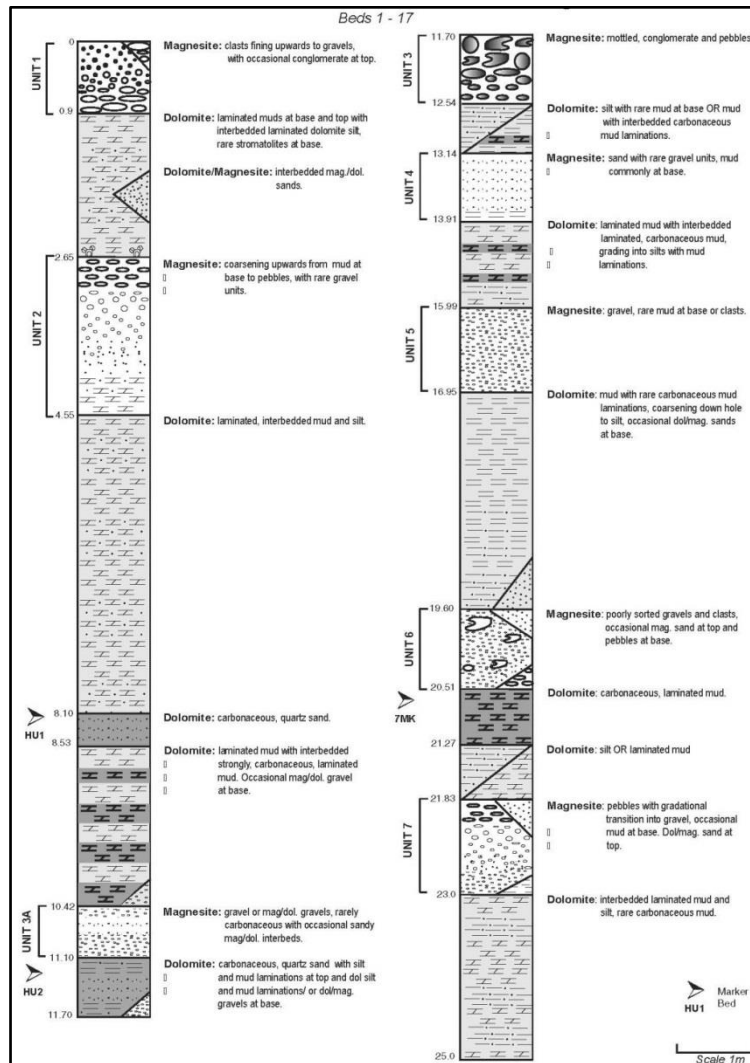 Beds 1 - 17
UNIT 1
0
Magnesite: clasts fining upwards to gravels,
with occasional conglomerate at top.
0.9
Dolomite: laminated muds at base and top with
interbedded laminated dolomite silt,
rare stromatolites at base.
Dolomite/Magnesite: interbedded mag./dol.
sands.
2.65
UNIT 2
Magnesite: coarsening upwards from mud at
base to pebbles, with rare gravel
units.
4.55
Dolomite: laminated, interbedded mud and silt.
8.10
HU1
Dolomite: carbonaceous, quartz sand.
8.53
Dolomite: laminated mud with interbedded
strongly, carbonaceous, laminated
mud. Occasional mag/dol. gravel
at base.
10.42
UNIT 3A
Magnesite: gravel or mag/dol. gravels, rarely
carbonaceous with occasional sandy
mag/dol. interbeds.
11.10
HU2
Dolomite: carbonaceous, quartz sand with silt
and mud laminations at top and dol silt
and mud laminations/ or dol/mag.
gravels at base.
11.70
11.70
UNIT 3
Magnesite: mottled, conglomerate and pebbles
12.54
Dolomite: silt with rare mud at base OR mud
with interbedded carbonaceous
mud laminations.
13.14
UNIT 4
Magnesite: sand with rare gravel units, mud
commonly at base.
13.91
Dolomite: laminated mud with interbedded
laminated, carbonaceous mud,
grading into silts with mud
laminations.
15.99
UNIT 5
Magnesite: gravel, rare mud at base or clasts.
16.95
Dolomite: mud with rare carbonaceous mud
laminations, coarsening down hole
to silt, occasional dol/mag. sands
at base.
19.60
UNIT 6
Magnesite: poorly sorted gravels and clasts,
occasional mag. sand at top and
pebbles at base.
20.51
7MK
Dolomite: carbonaceous, laminated mud.
21.27
Dolomite: silt OR laminated mud
21.83
UNIT 7
Magnesite: pebbles with gradational
transition into gravel, occasional
mud at base. Dol/mag. sand at
top.
23.0
Dolomite: interbedded laminated mud and
silt, rare carbonaceous mud.
25.0
Marker
HU1 Bed
Scale 1m